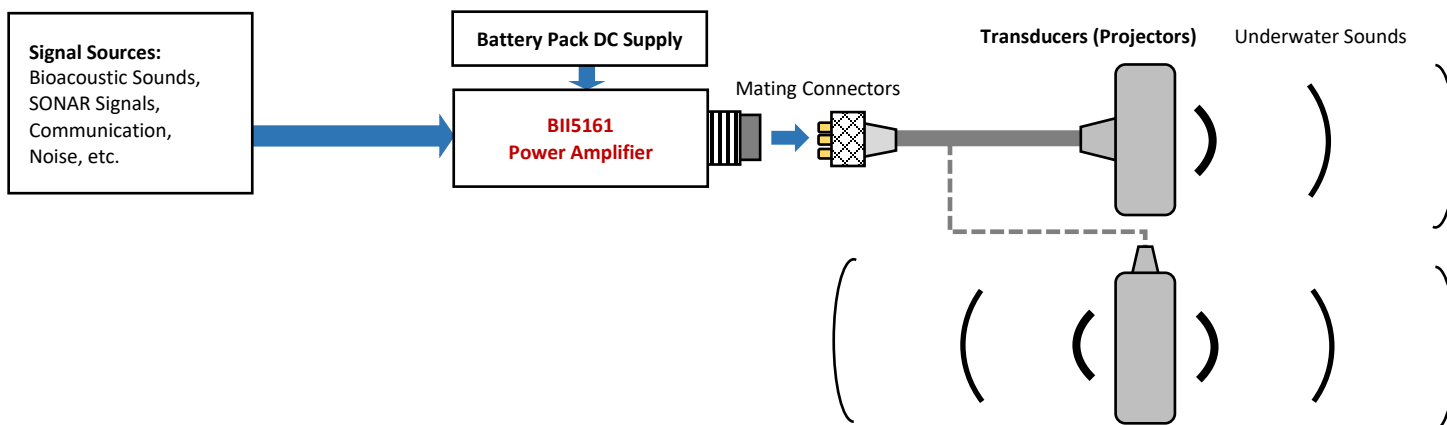 Signal Sources:
Bioacoustic Sounds,
SONAR Signals,
Communication,
Noise, etc.
Battery Pack DC Supply
BII5161
Power Amplifier
Mating Connectors
Transducers (Projectors)
Underwater Sounds